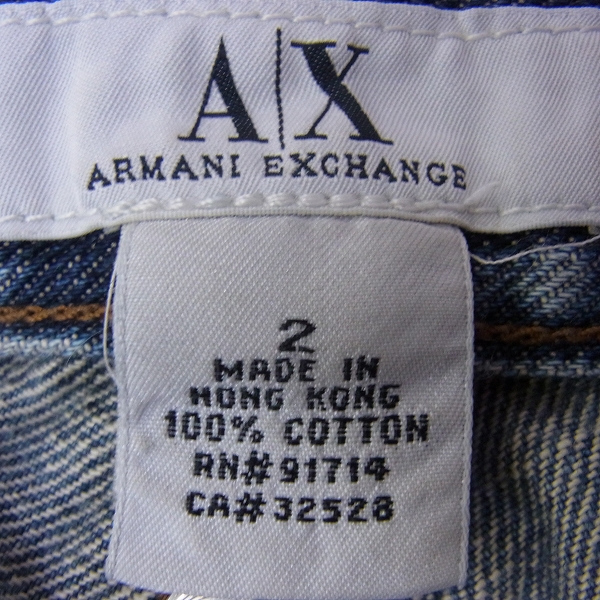 A|X
ARMANI EXCHANGE
2
MADE IN
HONG KONG
100% COTTON
RN#91714
CA#32528